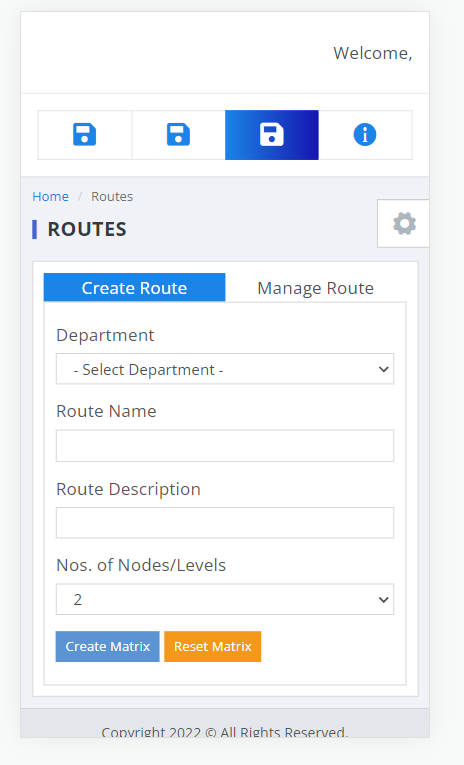 Welcome,
Home / Routes
ROUTES
Create Route Manage Route
Department
- Select Department -
Route Name
Route Description
Nos. of Nodes/Levels
2
Create Matrix Reset Matrix
Copyright 2022 © All Rights Reserved.